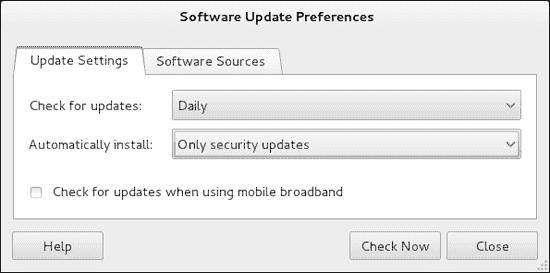 Software Update Preferences
Update Settings
Software Sources
Check for updates:
Daily
Automatically install:
Only security updates
Check for updates when using mobile broadband
Help
Check Now
Close